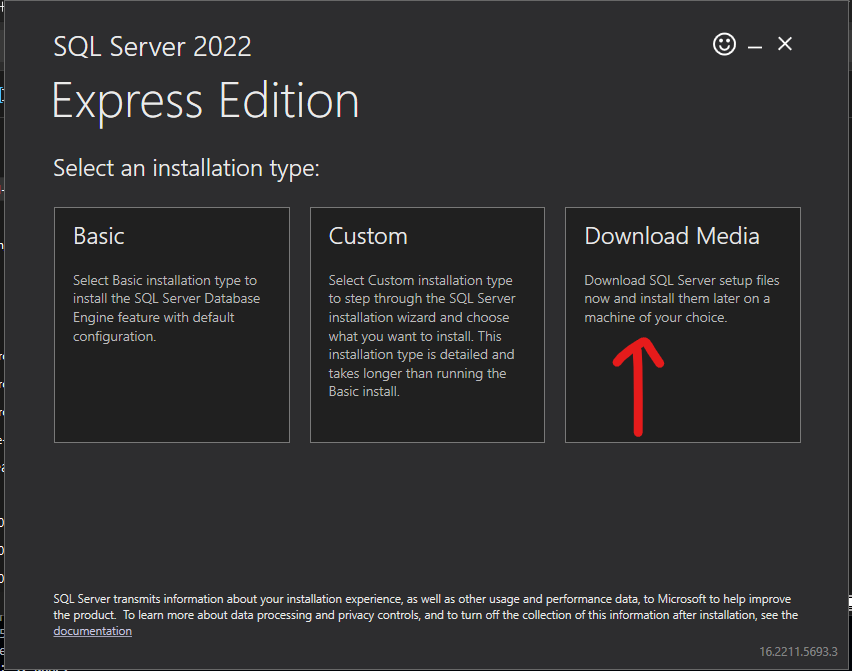 SQL Server 2022
Express Edition
Select an installation type:
Basic
Select Basic installation type to
install the SQL Server Database
Engine feature with default
configuration.
Custom
Select Custom installation type
to step through the SQL Server
installation wizard and choose
what you want to install. This
installation type is detailed and
takes longer than running the
Basic install.
Download Media
Download SQL Server setup files
now and install them later on a
machine of your choice.
SQL Server transmits information about your installation experience, as well as other usage and performance data, to Microsoft to help improve
the product.  To learn more about data processing and privacy controls, and to turn off the collection of this information after installation, see the
documentation
16.2211.5693.3